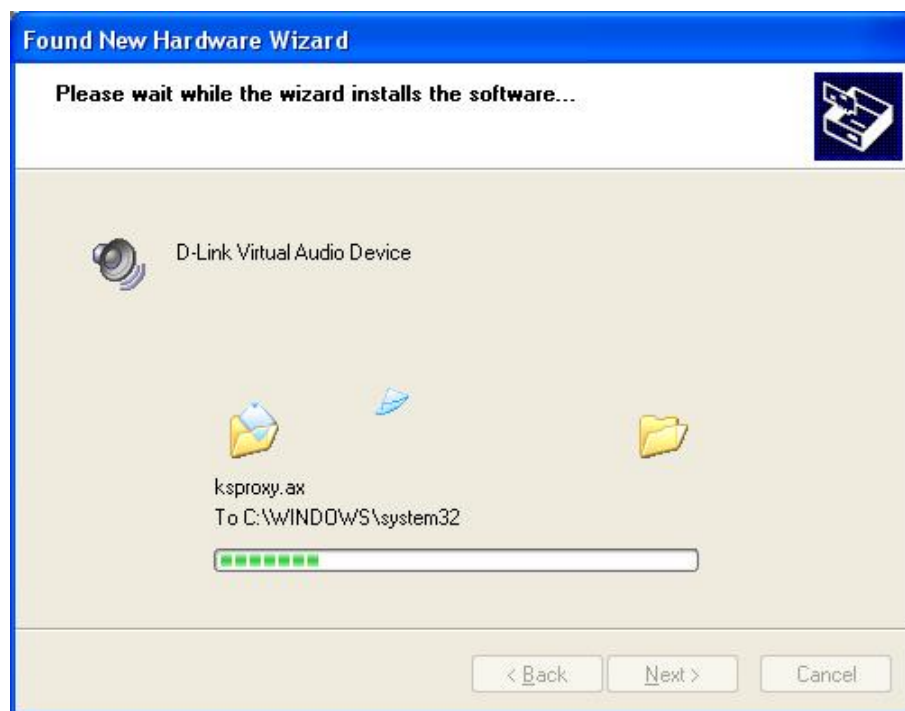 Found New Hardware Wizard
Please wait while the wizard installs the software...
D-Link Virtual Audio Device
ksproxy.ax
To C:\WINDOWS\system32
< Back Next > Cancel